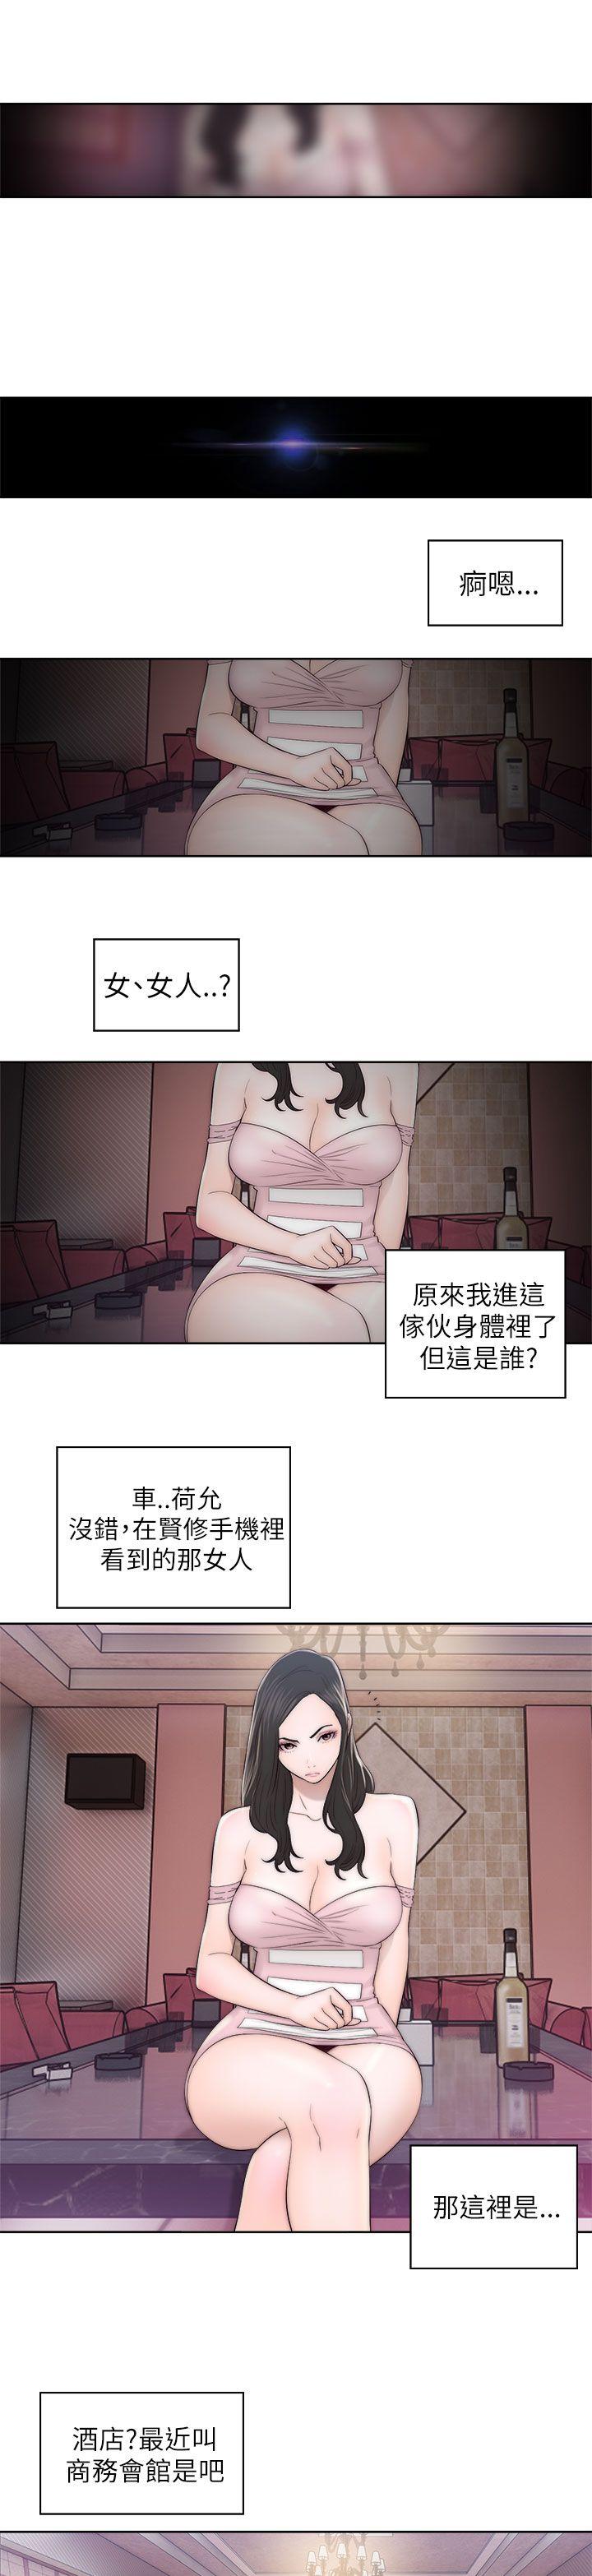 痾嗯...
女、女人..?
原來我進這
傢伙身體裡了
但這是誰?
車..荷允
沒錯,在賢修手機裡
看到的那女人
那這裡是...
酒店?最近叫
商務會館是吧